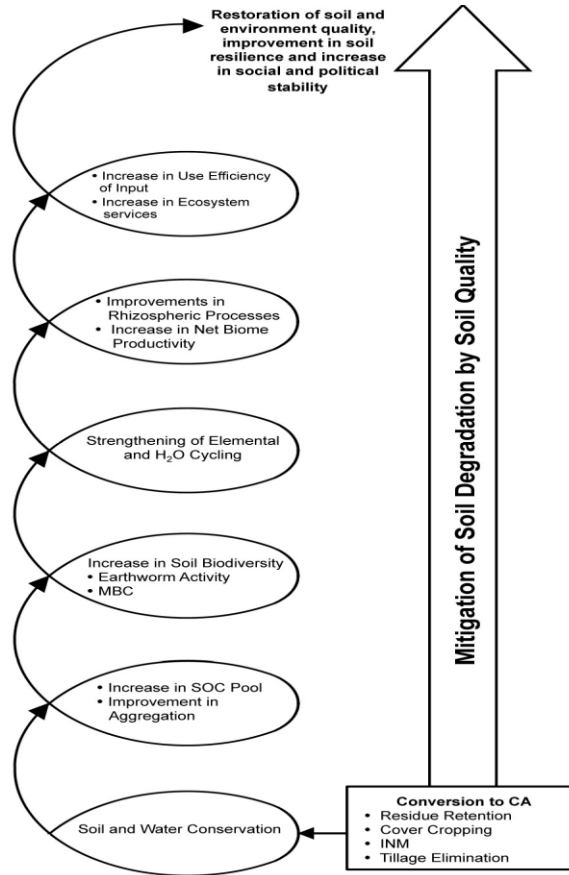 Restoration of soil and
environment quality,
improvement in soil
resilience and increase
in social and political
stability
• Increase in Use Efficiency
of Input
• Increase in Ecosystem
services
• Improvements in
Rhizospheric Processes
• Increase in Net Biome
Productivity
Strengthening of Elemental
and H₂O Cycling
Increase in Soil Biodiversity
• Earthworm Activity
• MBC
• Increase in SOC Pool
• Improvement in
Aggregation
Soil and Water Conservation
Mitigation of Soil Degradation by Soil Quality
Conversion to CA
• Residue Retention
• Cover Cropping
• INM
• Tillage Elimination